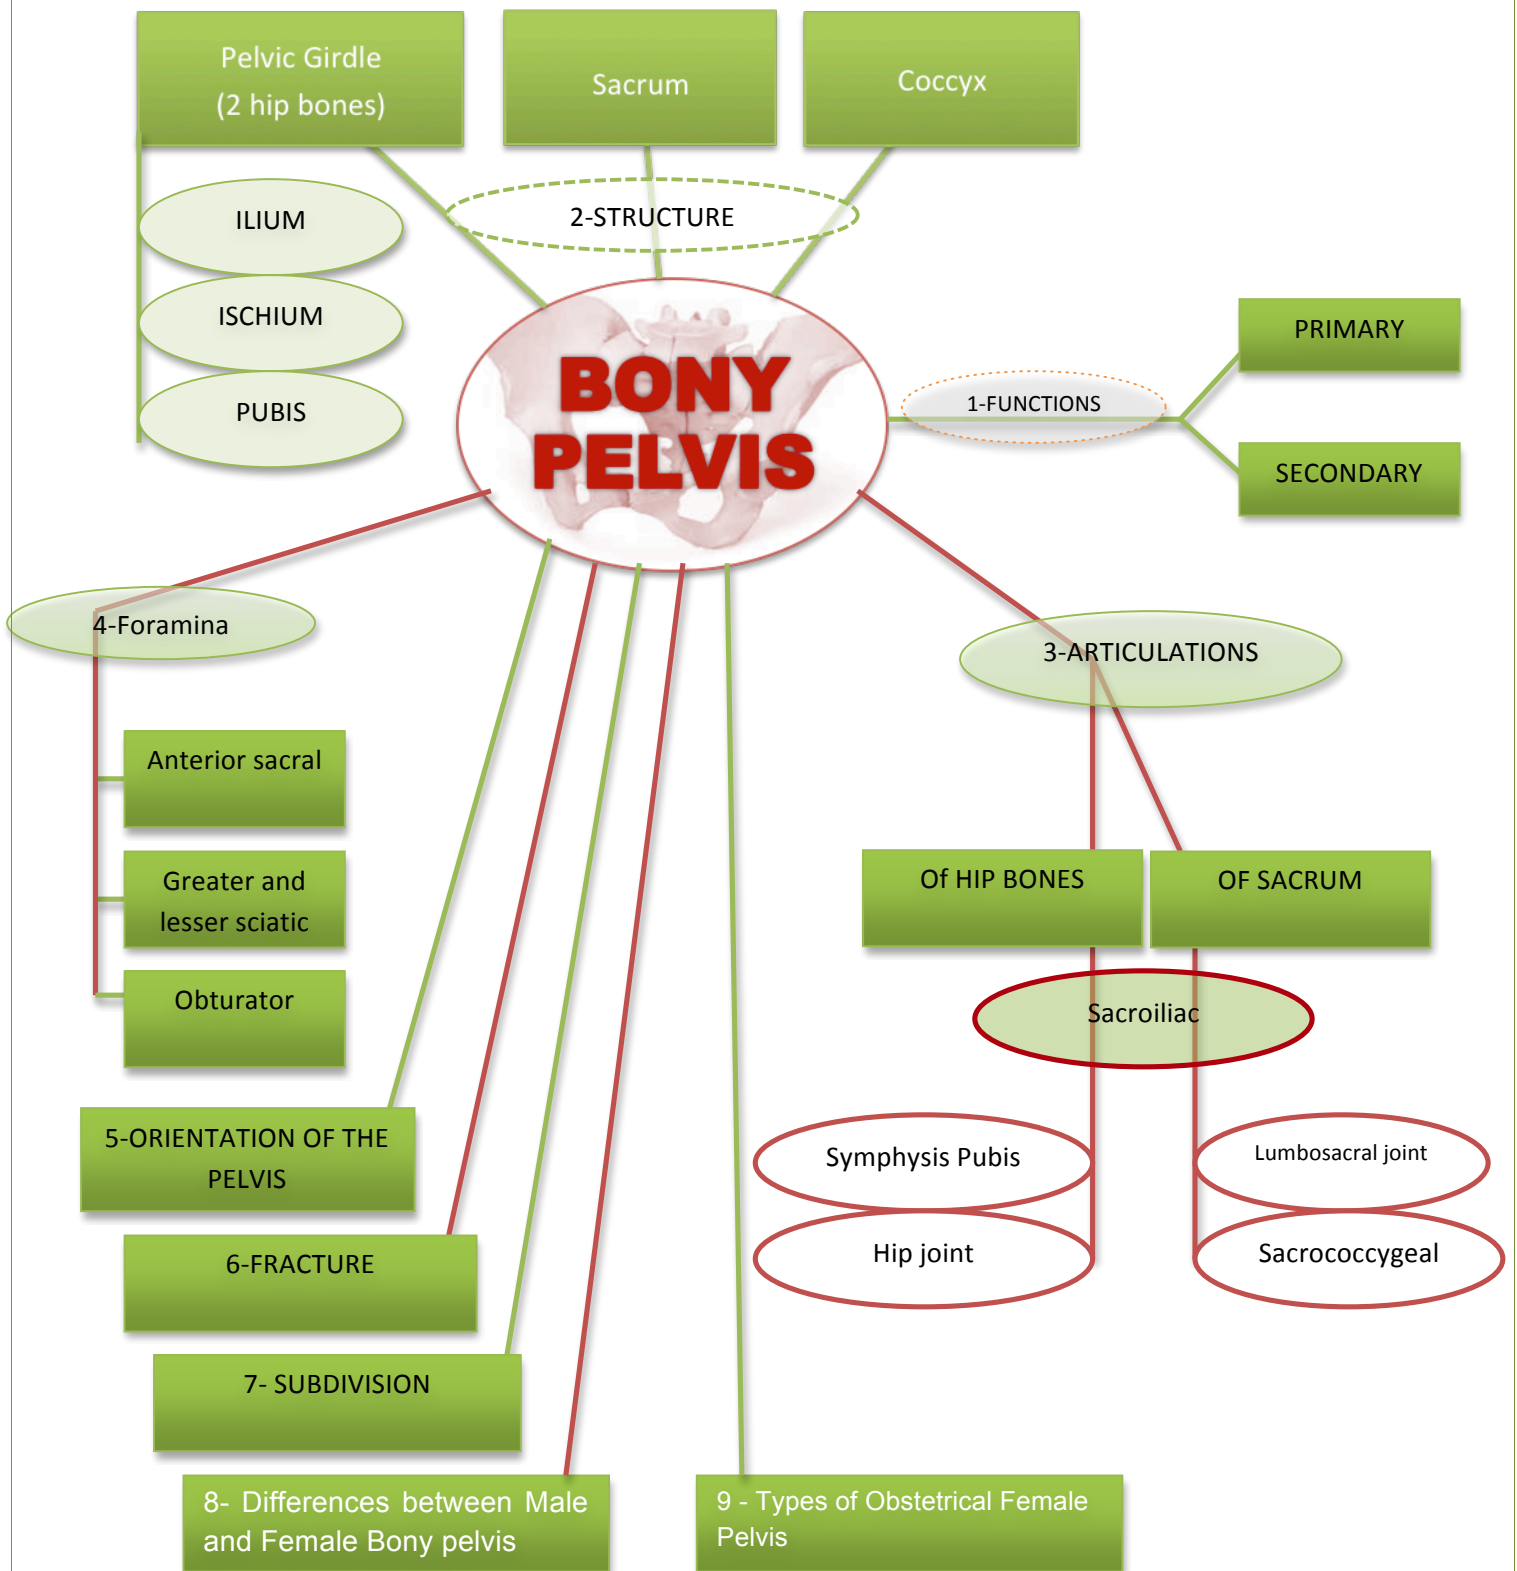 Pelvic Girdle
(2 hip bones)
Sacrum
Coccyx
2-STRUCTURE
ILIUM
ISCHIUM
PUBIS
BONY
PELVIS
1-FUNCTIONS
PRIMARY
SECONDARY
4-Foramina
Anterior sacral
Greater and
lesser sciatic
Obturator
3-ARTICULATIONS
Of HIP BONES
OF SACRUM
Sacroiliac
Symphysis Pubis
Hip joint
Lumbosacral joint
Sacrococcygeal
5-ORIENTATION OF THE
PELVIS
6-FRACTURE
7- SUBDIVISION
8- Differences between Male
and Female Bony pelvis
9 - Types of Obstetrical Female
Pelvis